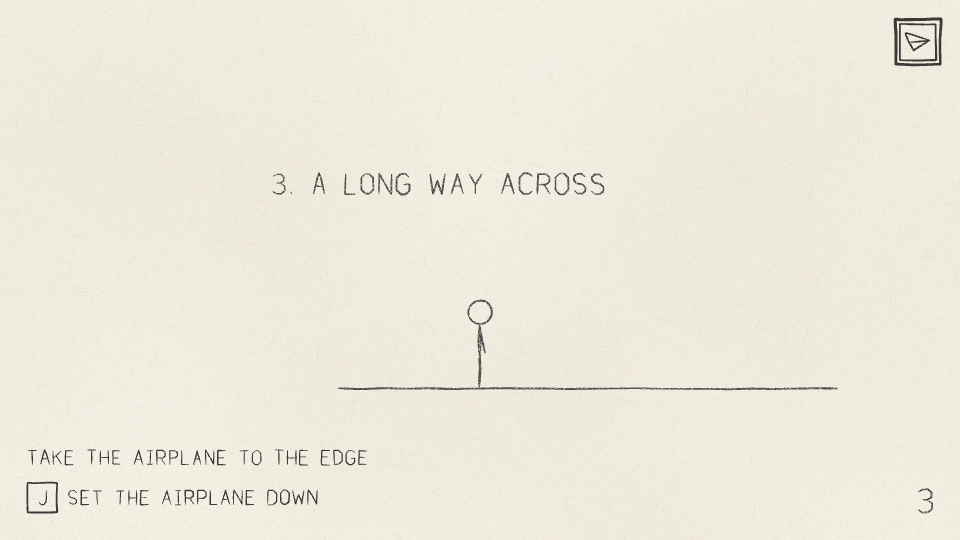 3. A LONG WAY ACROSS
TAKE THE AIRPLANE TO THE EDGE
J SET THE AIRPLANE DOWN
3